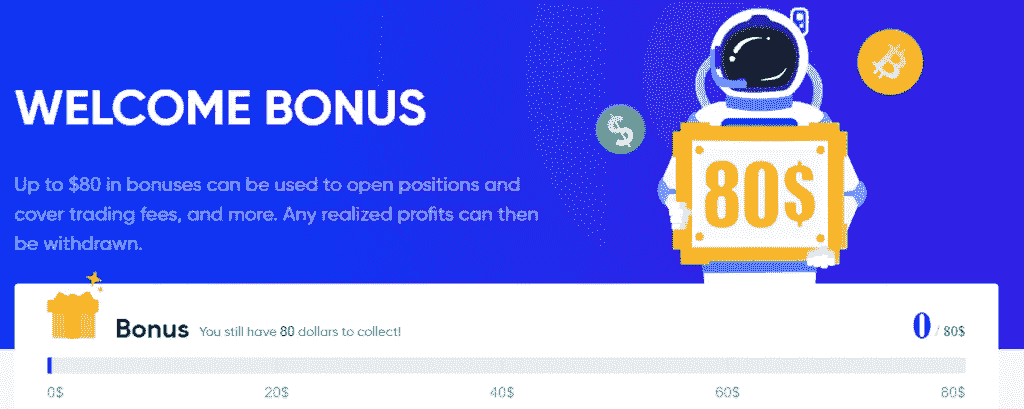 WELCOME BONUS
80$
Up to $80 in bonuses can be used to open positions and
cover trading fees, and more. Any realized profits can then
be withdrawn.
Bonus You still have 80 dollars to collect!
0 / 80$
0$ 20$ 40$ 60$ 80$